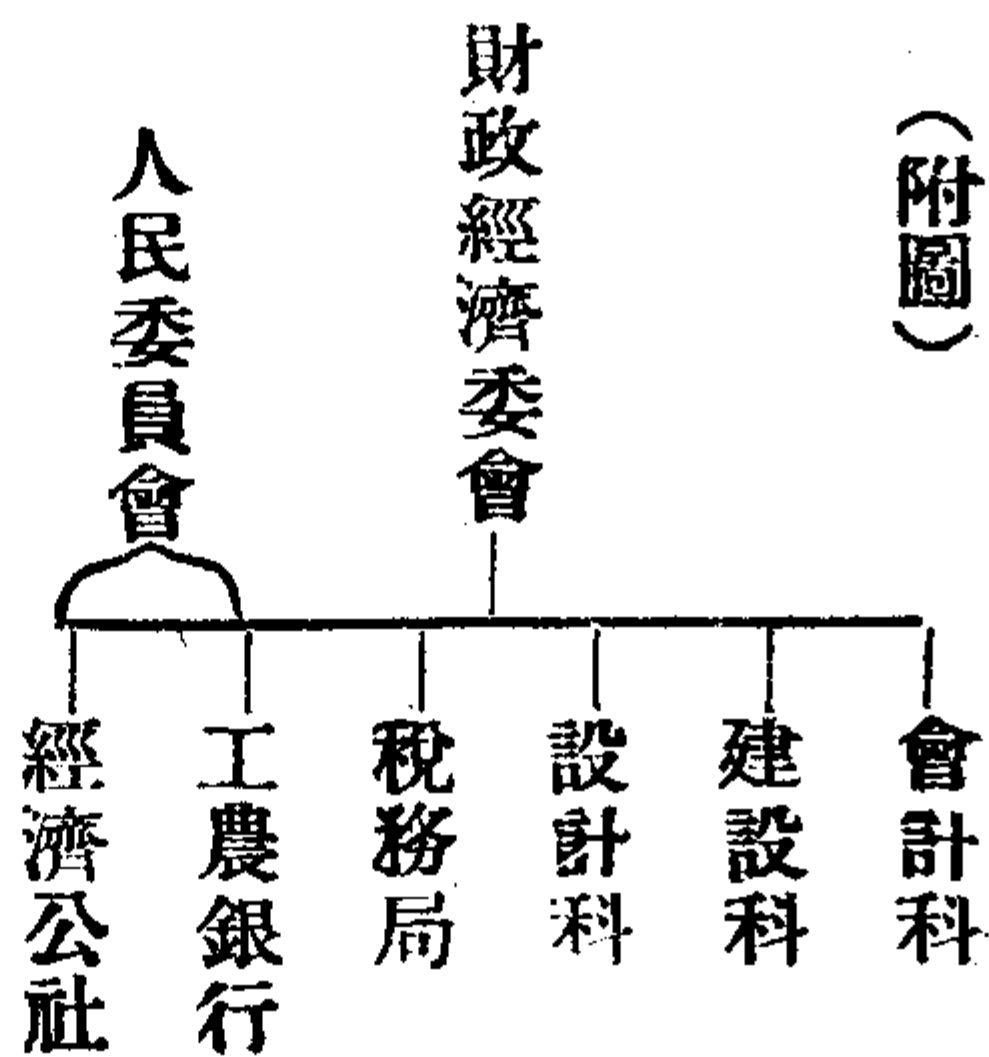 （附圖）
財政經濟委會
人民委員會
會計科
建設科
設計科
稅務局
工農銀行
經濟公社